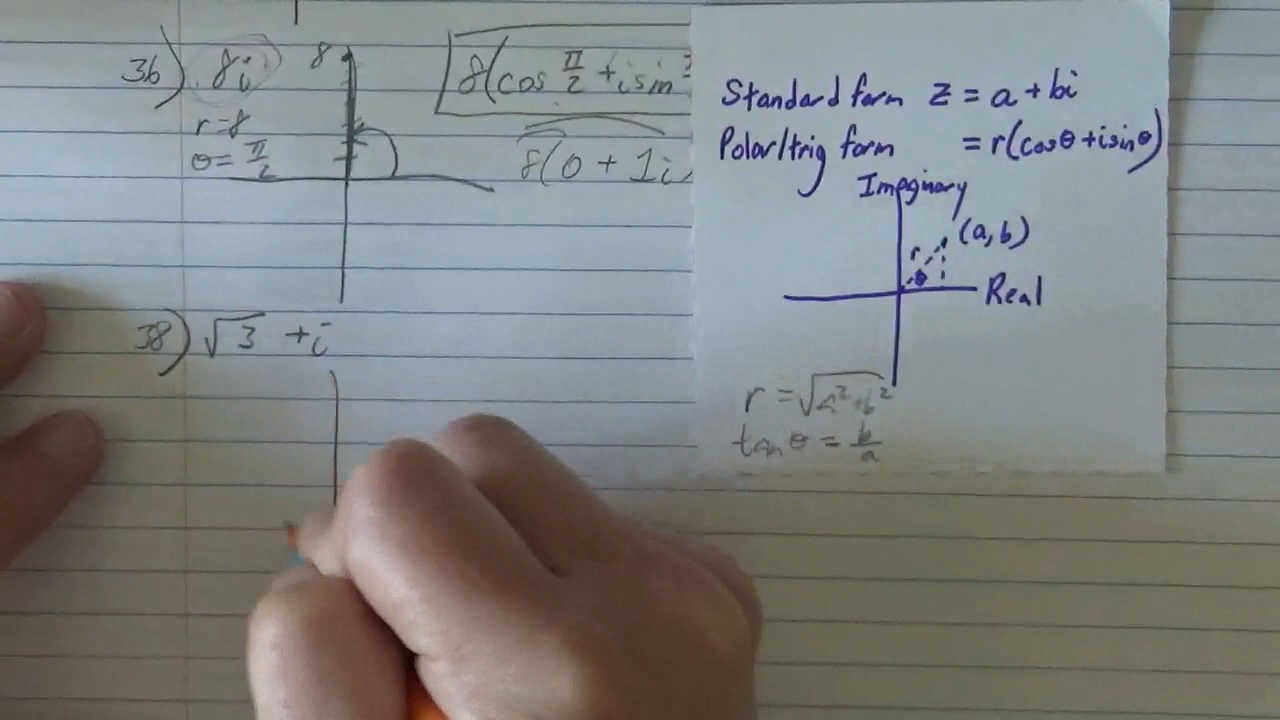 36) 8i
8
8(cos π/2 + i sin
r=8
θ=π/2
8(0 + 1i
38) √3 + i
Standard form z = a + bi
Polar/trig form = r(cosθ + i sinθ)
Imaginary
(a, b)
r
θ
Real
r = √a² + b²
tan θ = b/a